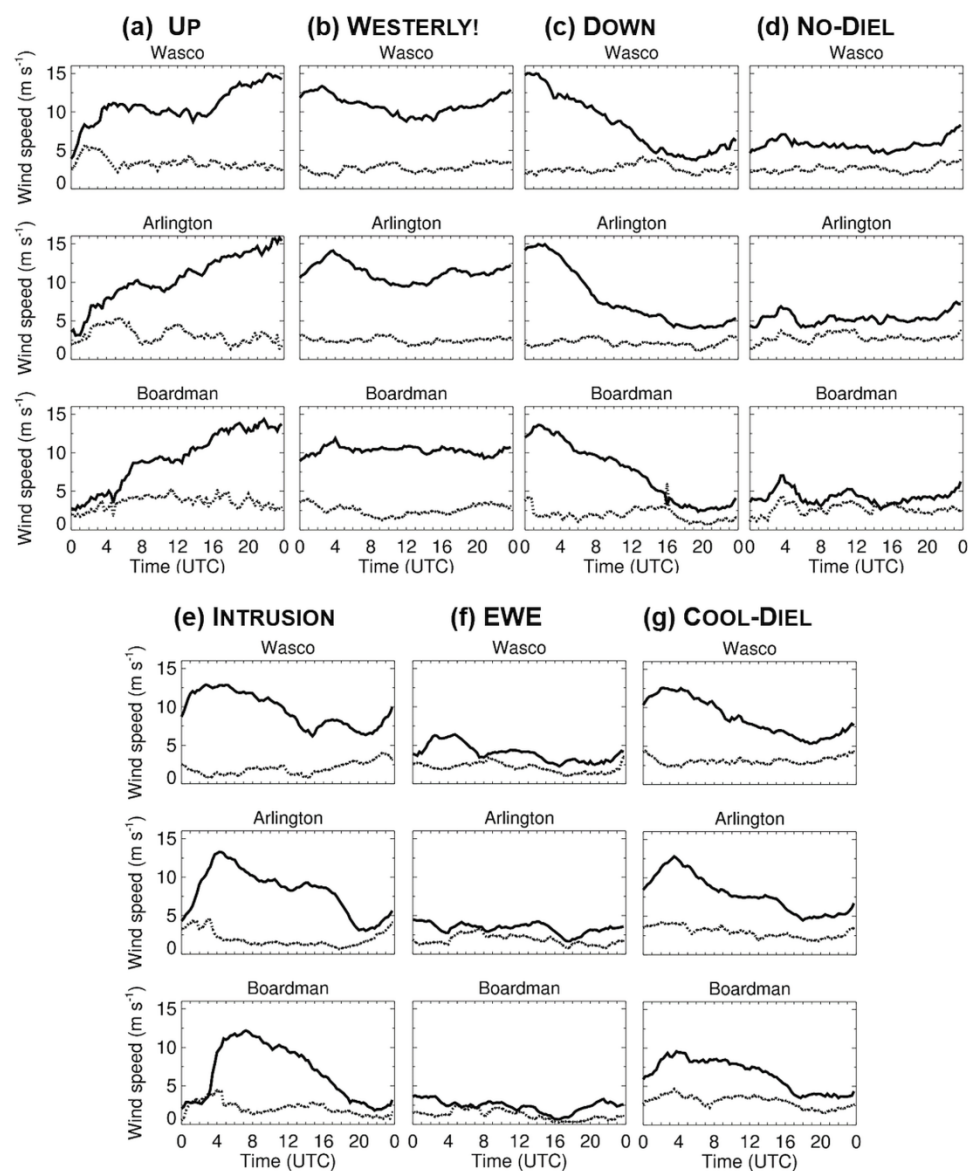 (a) UP (b) WESTERLY! (c) DOWN (d) NO-DIEL
Wasco Wasco Wasco Wasco
Wind speed (m s⁻¹)
15
10
5
0
Arlington Arlington Arlington Arlington
Wind speed (m s⁻¹)
15
10
5
0
Boardman Boardman Boardman Boardman
Wind speed (m s⁻¹)
15
10
5
0
0 4 8 12 16 20 0 0 4 8 12 16 20 0 0 4 8 12 16 20 0 0 4 8 12 16 20 0
Time (UTC) Time (UTC) Time (UTC) Time (UTC)
(e) INTRUSION (f) EWE (g) COOL-DIEL
Wasco Wasco Wasco
Wind speed (m s⁻¹)
15
10
5
0
Arlington Arlington Arlington
Wind speed (m s⁻¹)
15
10
5
0
Boardman Boardman Boardman
Wind speed (m s⁻¹)
15
10
5
0
0 4 8 12 16 20 0 0 4 8 12 16 20 0 0 4 8 12 16 20 0
Time (UTC) Time (UTC) Time (UTC)